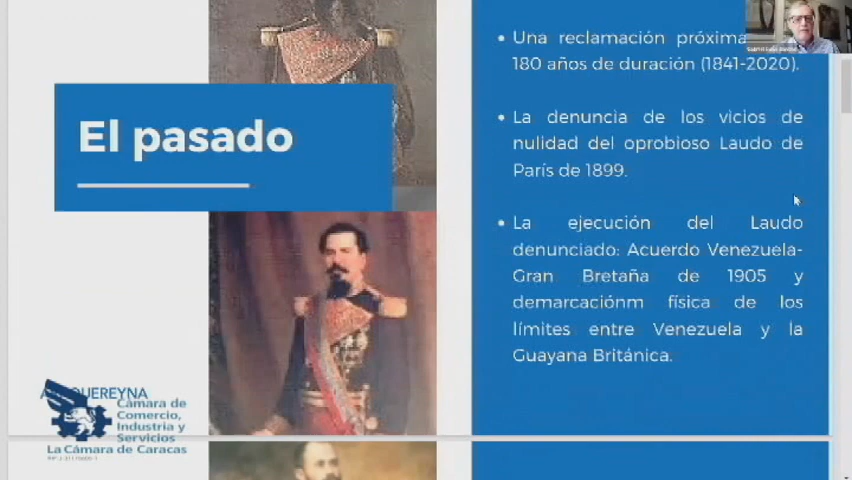 El pasado
Una reclamación próxima
180 años de duración (1841-2020).
La denuncia de los vicios de
nulidad del oprobioso Laudo de
París de 1899.
La ejecución del Laudo
denunciado: Acuerdo Venezuela-
Gran Bretaña de 1905 y
demarcaciónm física de los
límites entre Venezuela y la
Guayana Británica.
QUEREYNA
Cámara de
Comercio,
Industria y
Servicios
La Cámara de Caracas